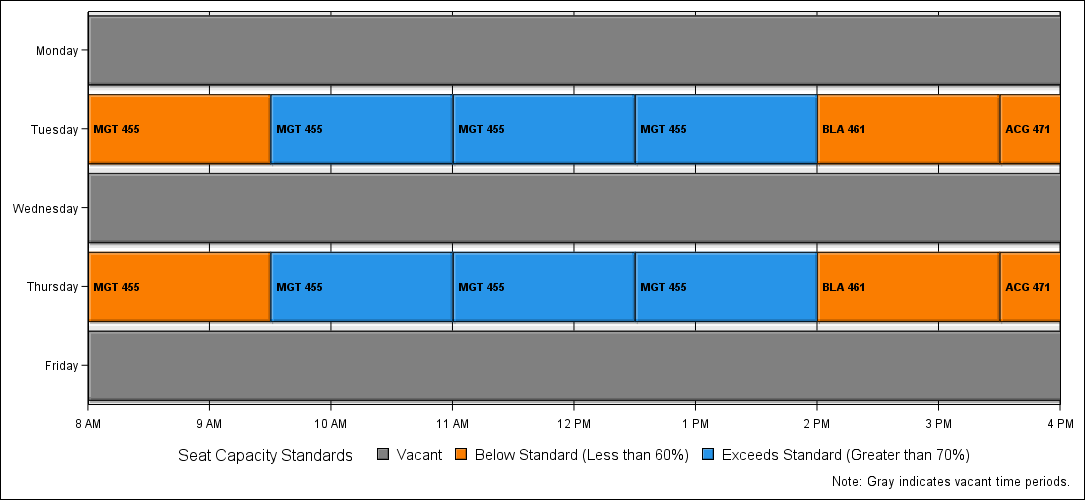 Monday
Tuesday
MGT 455
MGT 455
MGT 455
MGT 455
BLA 461
ACG 471
Wednesday
Thursday
MGT 455
MGT 455
MGT 455
MGT 455
BLA 461
ACG 471
Friday
8 AM
9 AM
10 AM
11 AM
12 PM
1 PM
2 PM
3 PM
4 PM
Seat Capacity Standards
Vacant
Below Standard (Less than 60%)
Exceeds Standard (Greater than 70%)
Note: Gray indicates vacant time periods.